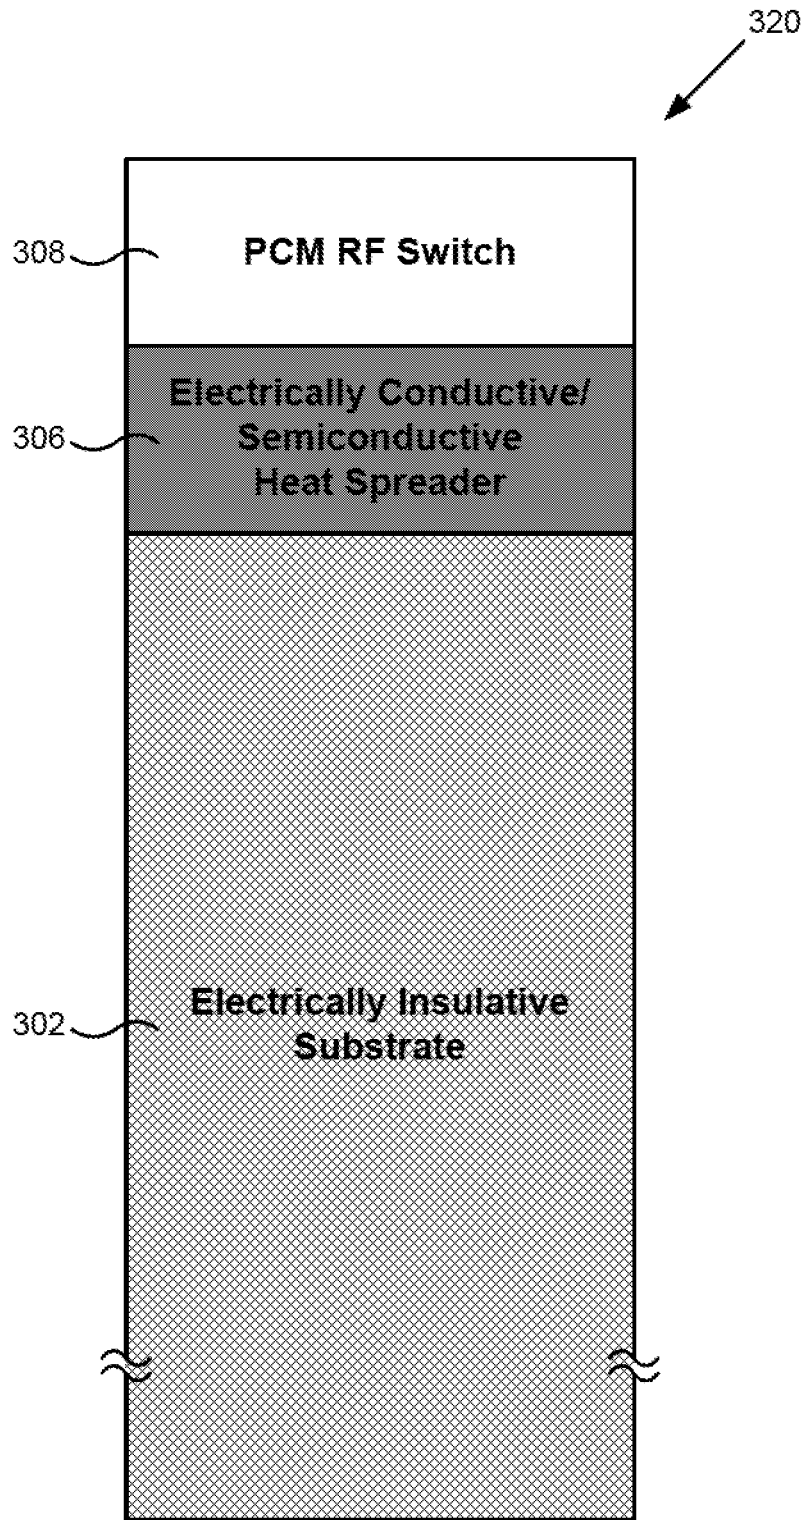 320
308
PCM RF Switch
306
Electrically Conductive/
Semiconductive
Heat Spreader
302
Electrically Insulative
Substrate